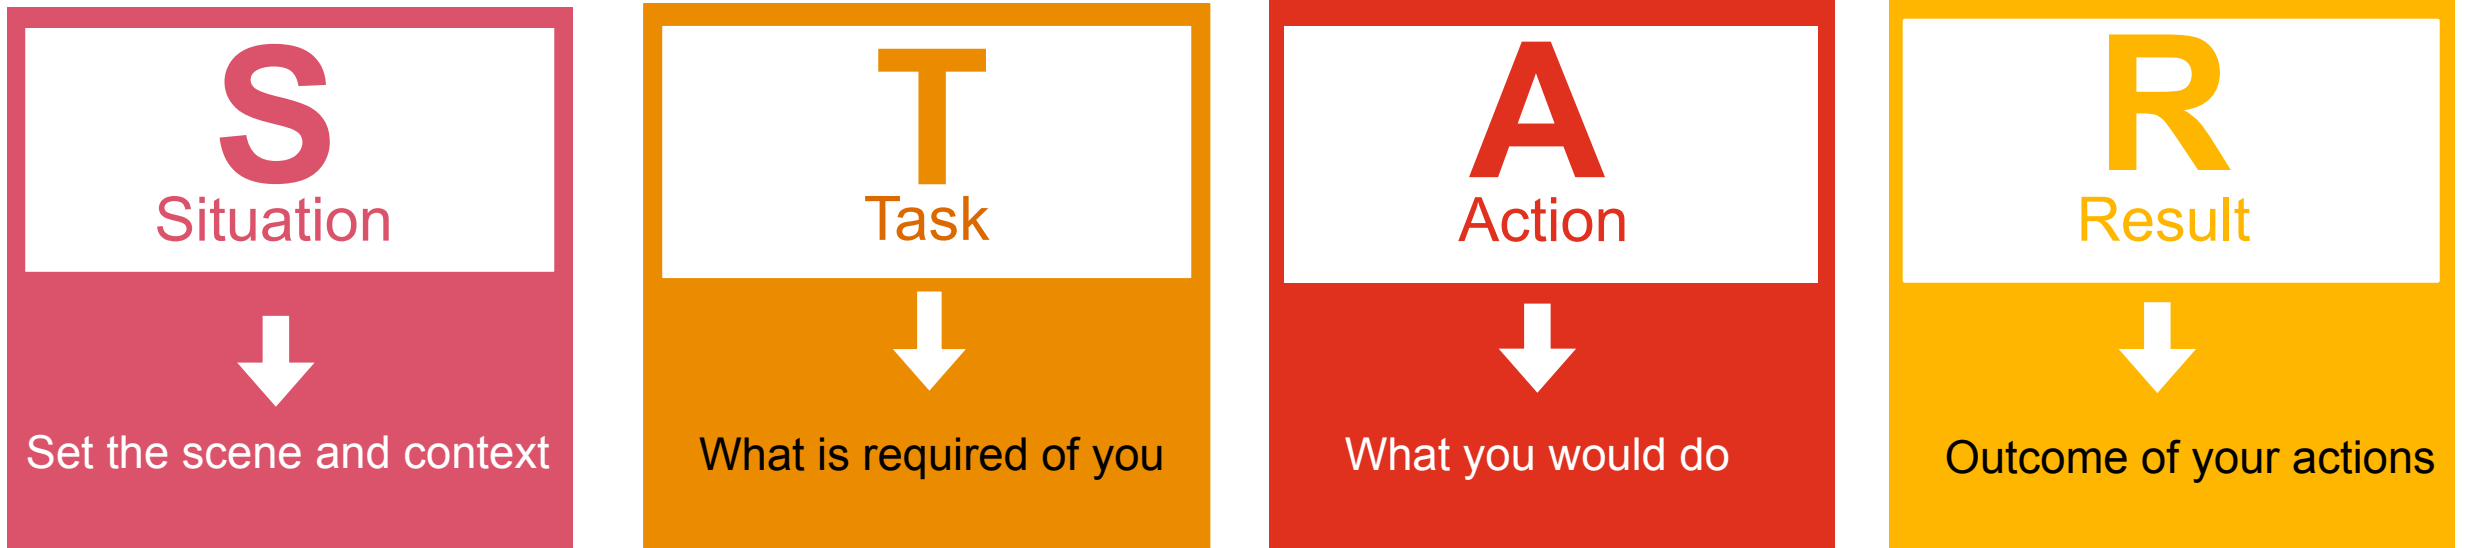 S
Situation
Set the scene and context
T
Task
What is required of you
A
Action
What you would do
R
Result
Outcome of your actions